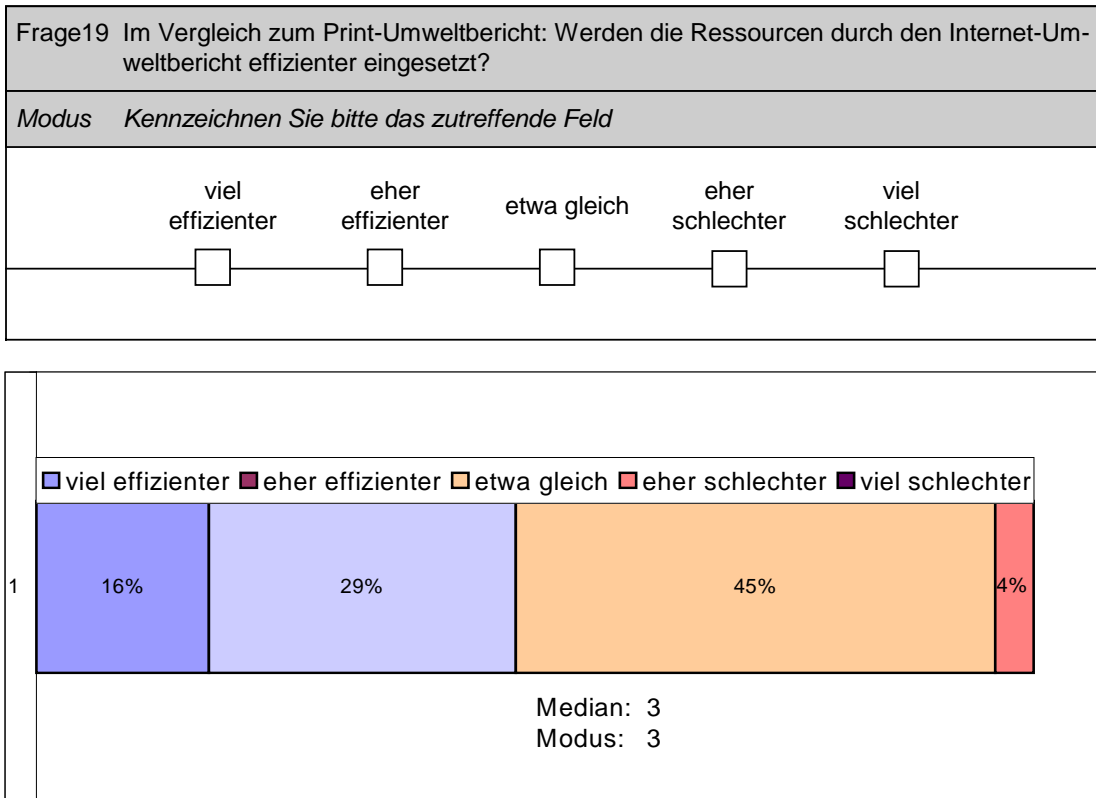 Frage19 Im Vergleich zum Print-Umweltbericht: Werden die Ressourcen durch den Internet-Um-
weltbericht effizienter eingesetzt?
Modus Kennzeichnen Sie bitte das zutreffende Feld
viel effizienter
eher effizienter
etwa gleich
eher schlechter
viel schlechter
viel effizienter eher effizienter etwa gleich eher schlechter viel schlechter
1 16% 29% 45% 4%
Median: 3
Modus: 3